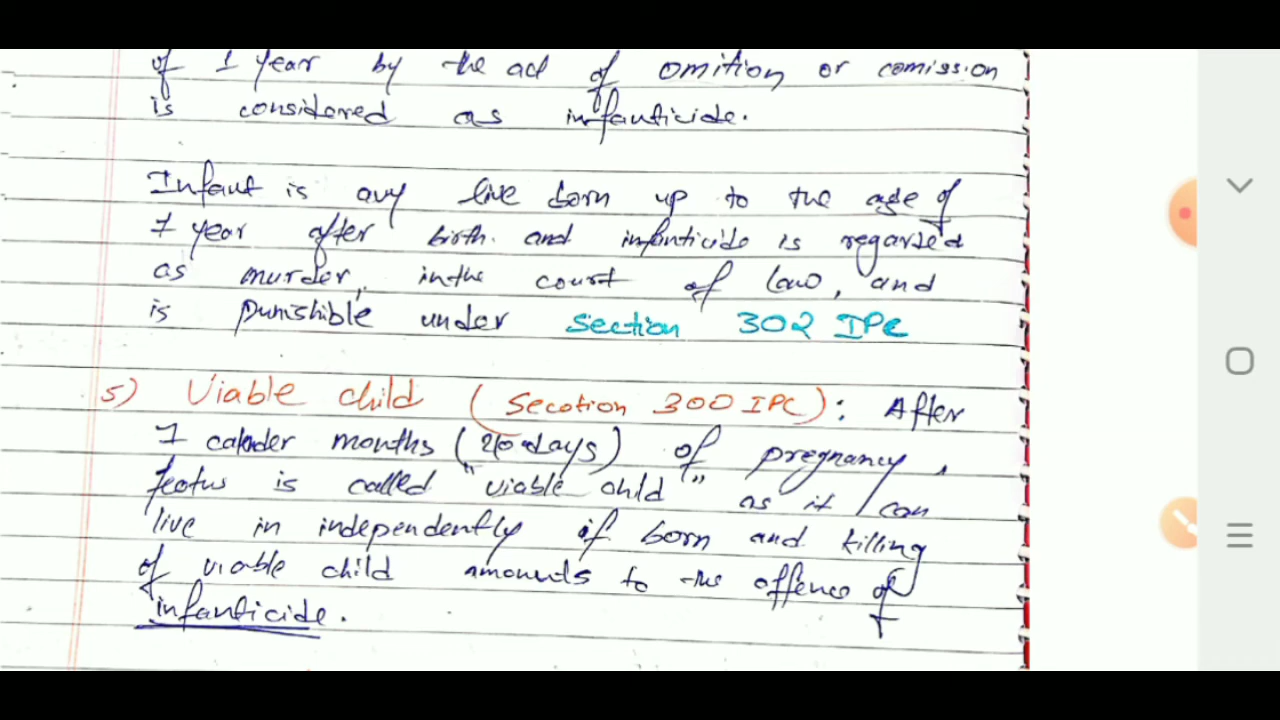 of 1 year by the act of omition or comission
is considered as infanticide.
Infant is any live born up to the age of
1 year after birth. and infanticide is regarded
as murder, in the court of law, and
is punishible under Section 302 IPC
5) Viable child (Secotion 300 IPC): After
7 calnder months (210 days) of pregnancy,
feotus is called "viable child" as it can
live in independently if born and killing
of viable child amounts to the offence of
infanticide.